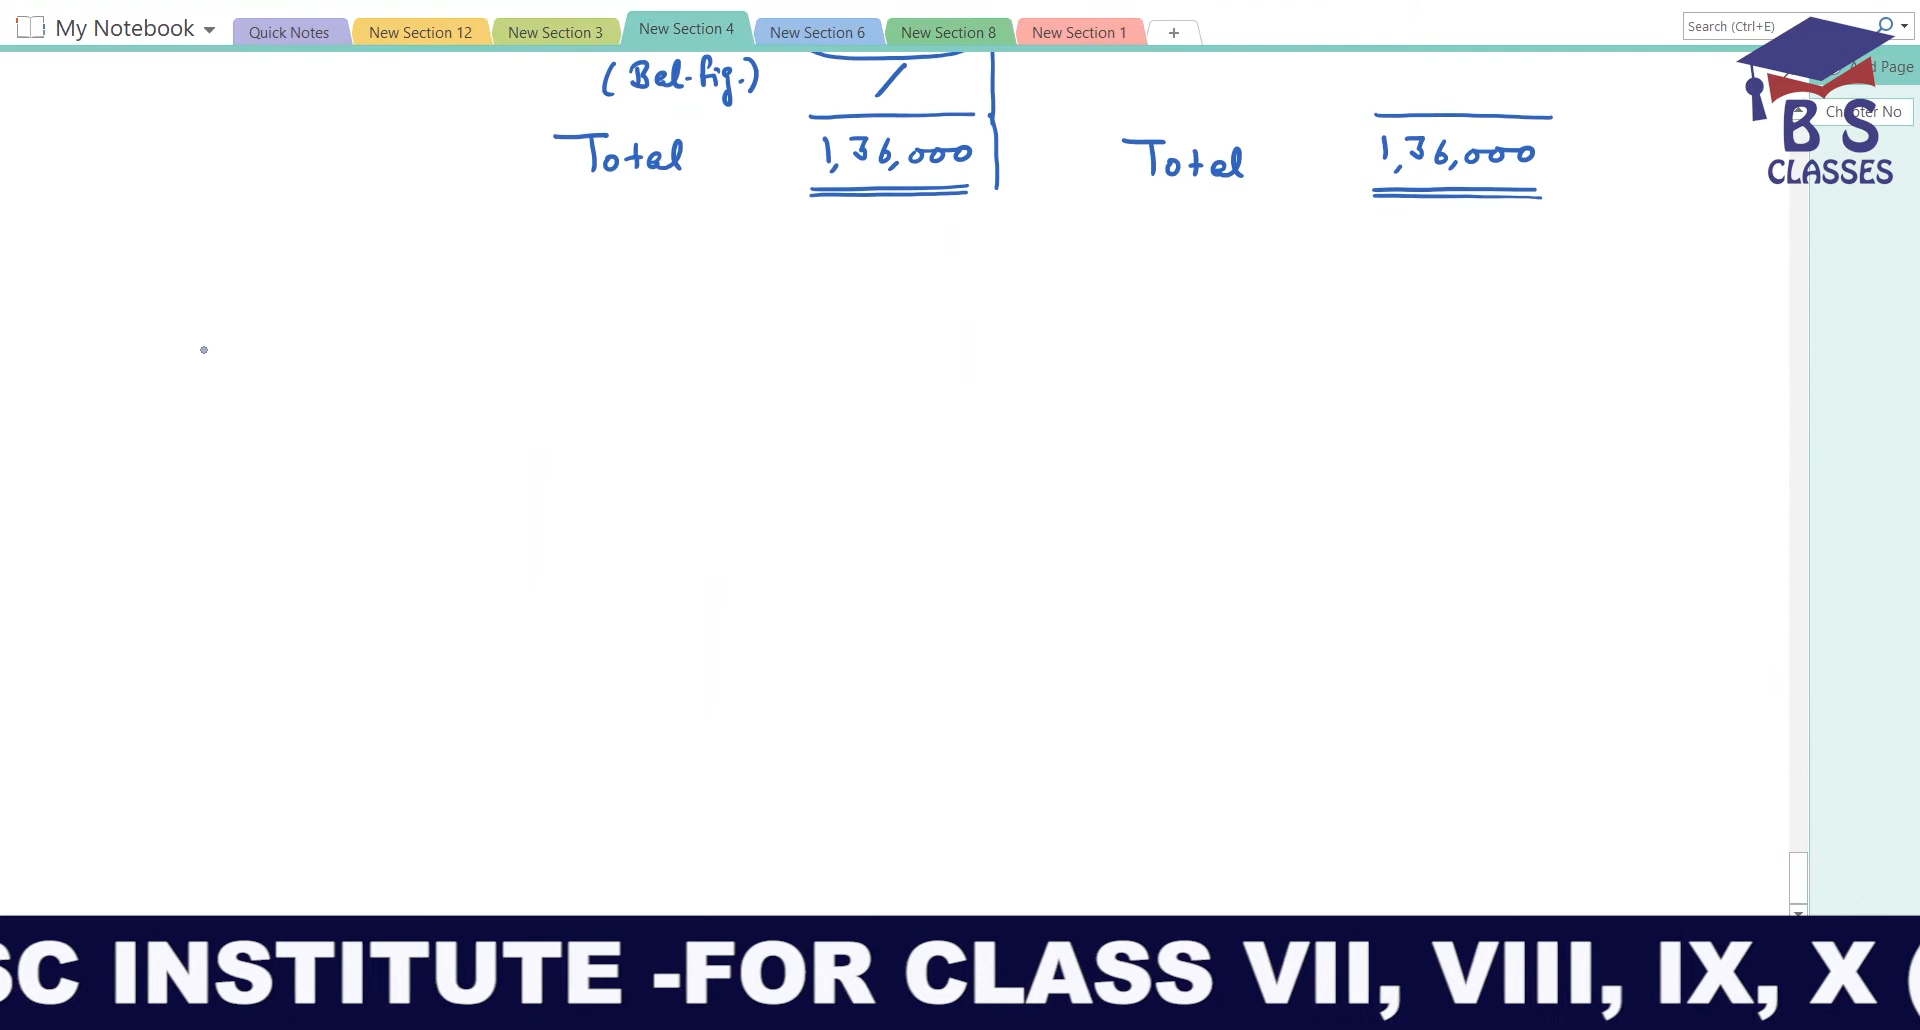 My Notebook
Quick Notes
New Section 12
New Section 3
New Section 4
New Section 6
New Section 8
New Section 1
+
Search (Ctrl+E)
d Page
Ch ter No
B S
CLASSES
(Bal-fig.)
Total 1,36,000 Total 1,36,000
SC INSTITUTE -FOR CLASS VII, VIII, IX, X (